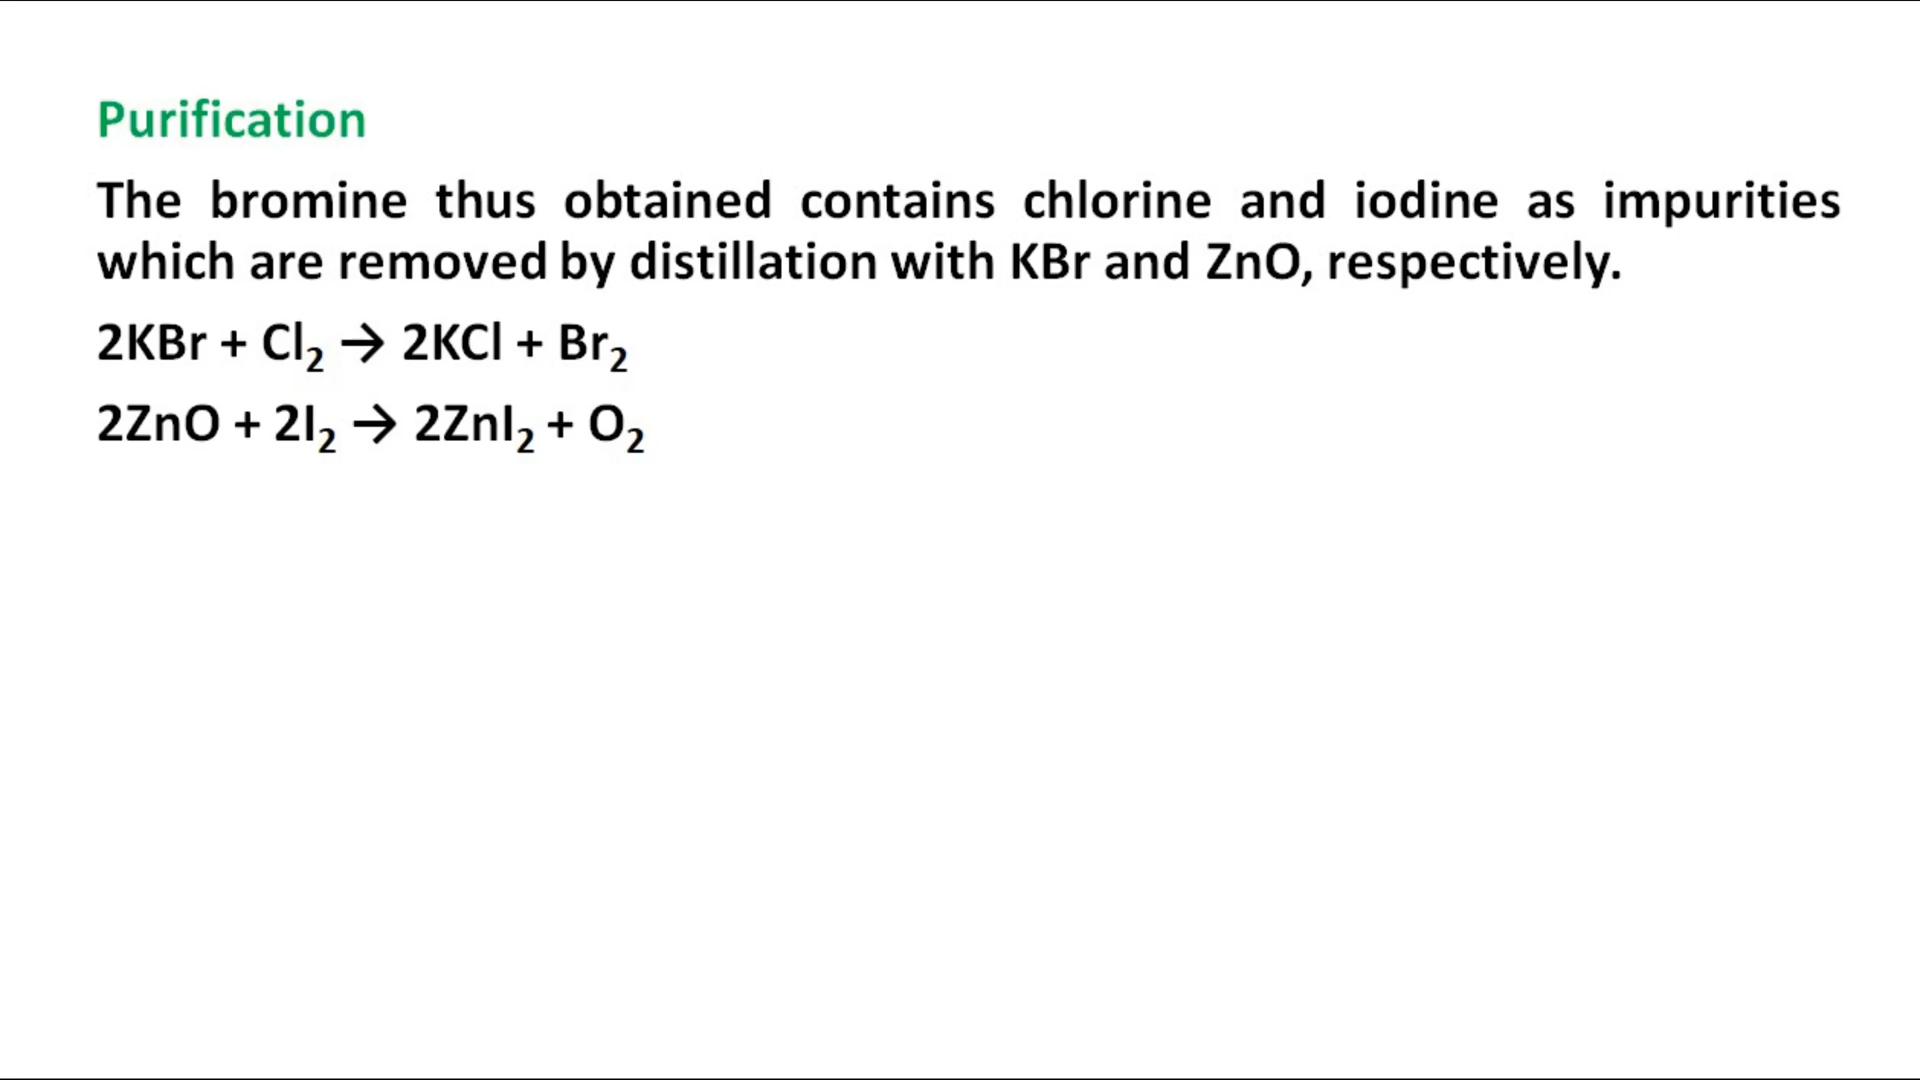 Purification
The bromine thus obtained contains chlorine and iodine as impurities
which are removed by distillation with KBr and ZnO, respectively.
2KBr + Cl₂ → 2KCl + Br₂
2ZnO + 2I₂ → 2ZnI₂ + O₂